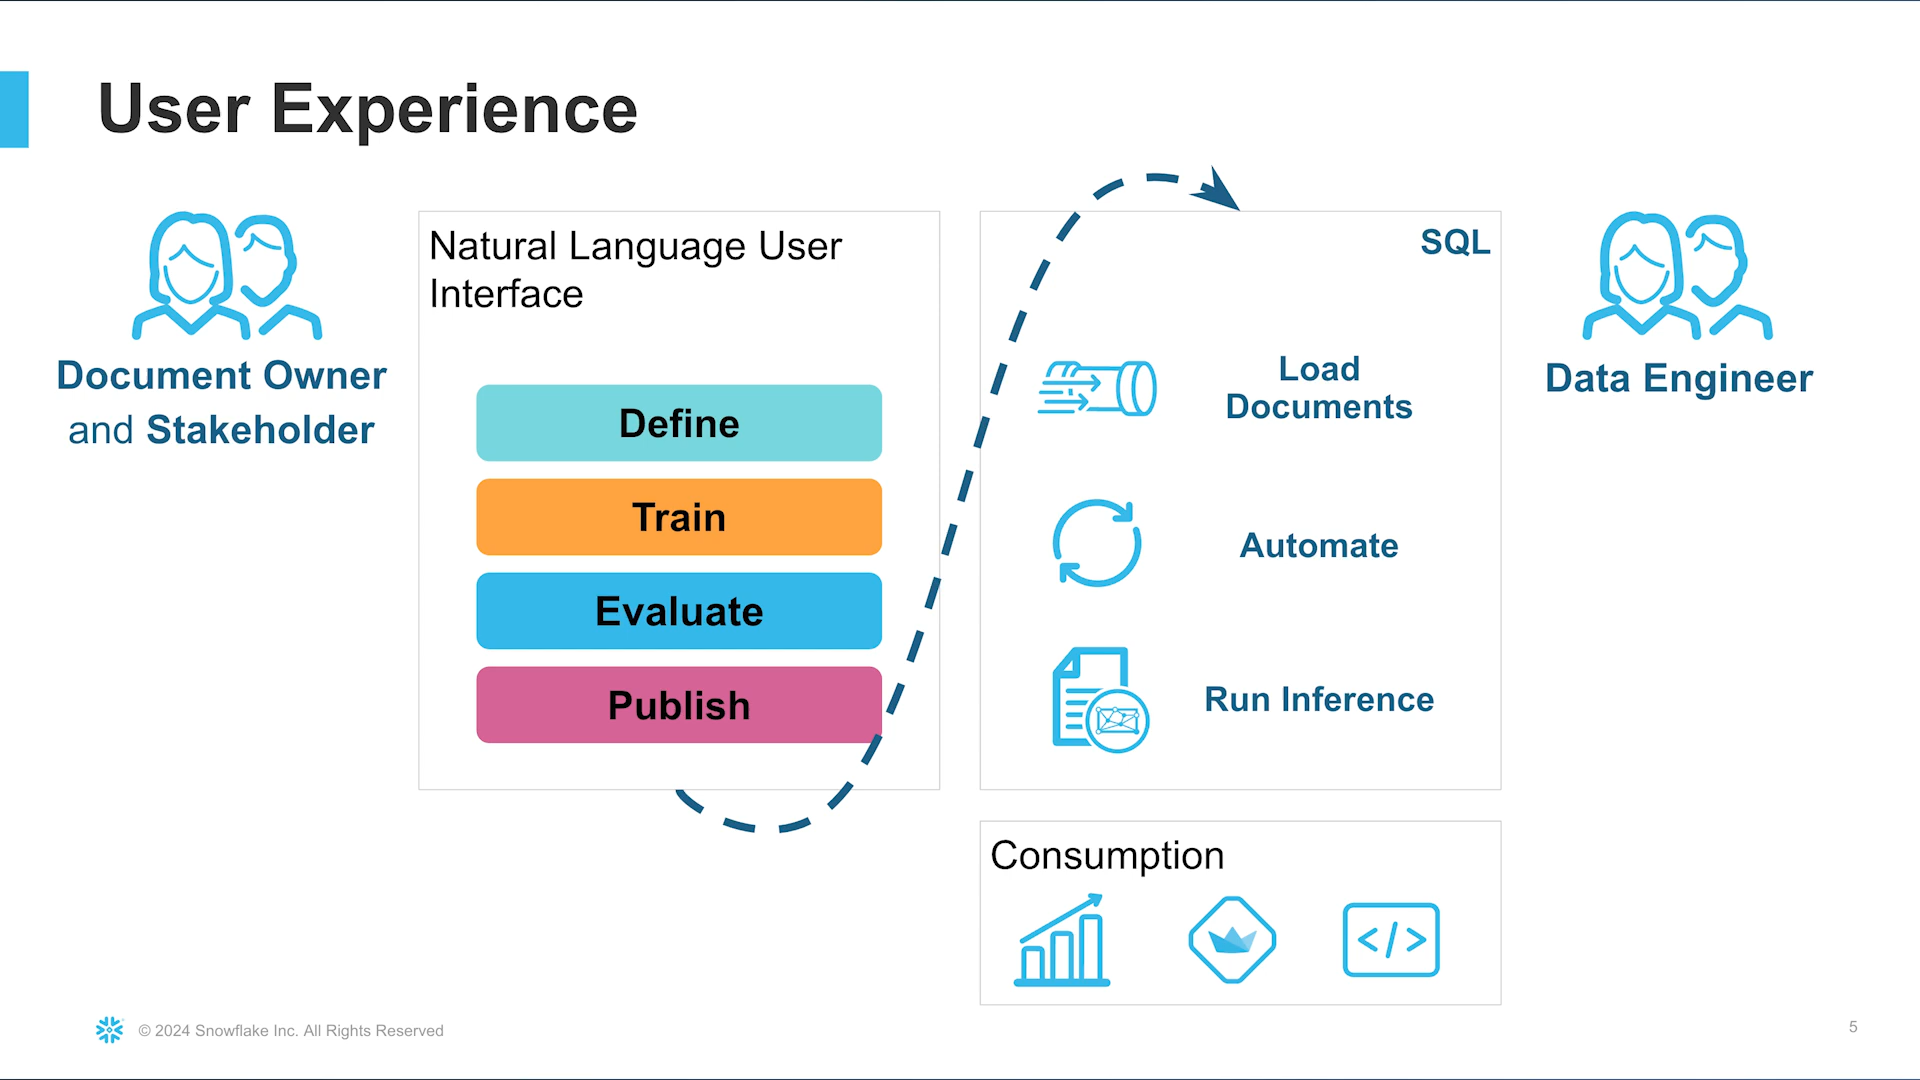 User Experience
Document Owner
and Stakeholder
Natural Language User
Interface
Define
Train
Evaluate
Publish
SQL
Load
Documents
Automate
Run Inference
Data Engineer
Consumption
</>
© 2024 Snowflake Inc. All Rights Reserved
5